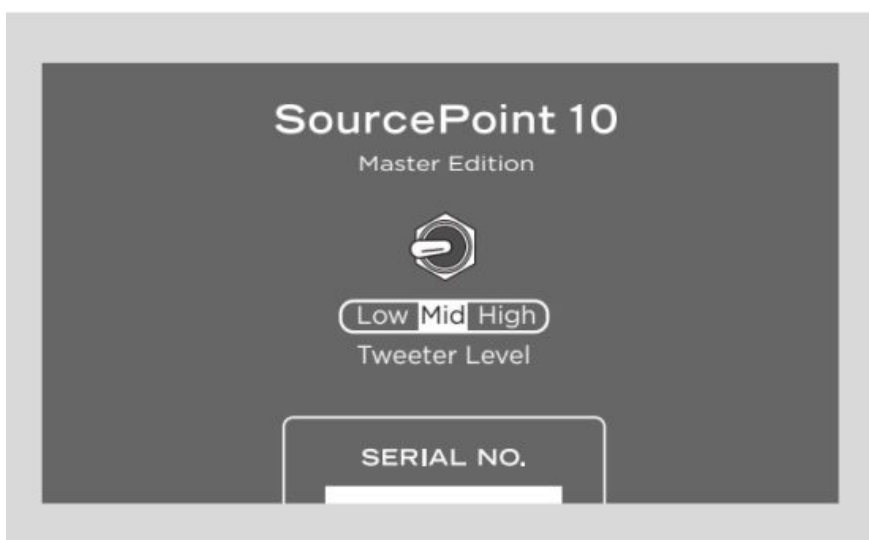 SourcePoint 10
Master Edition
Low Mid High
Tweeter Level
SERIAL NO.